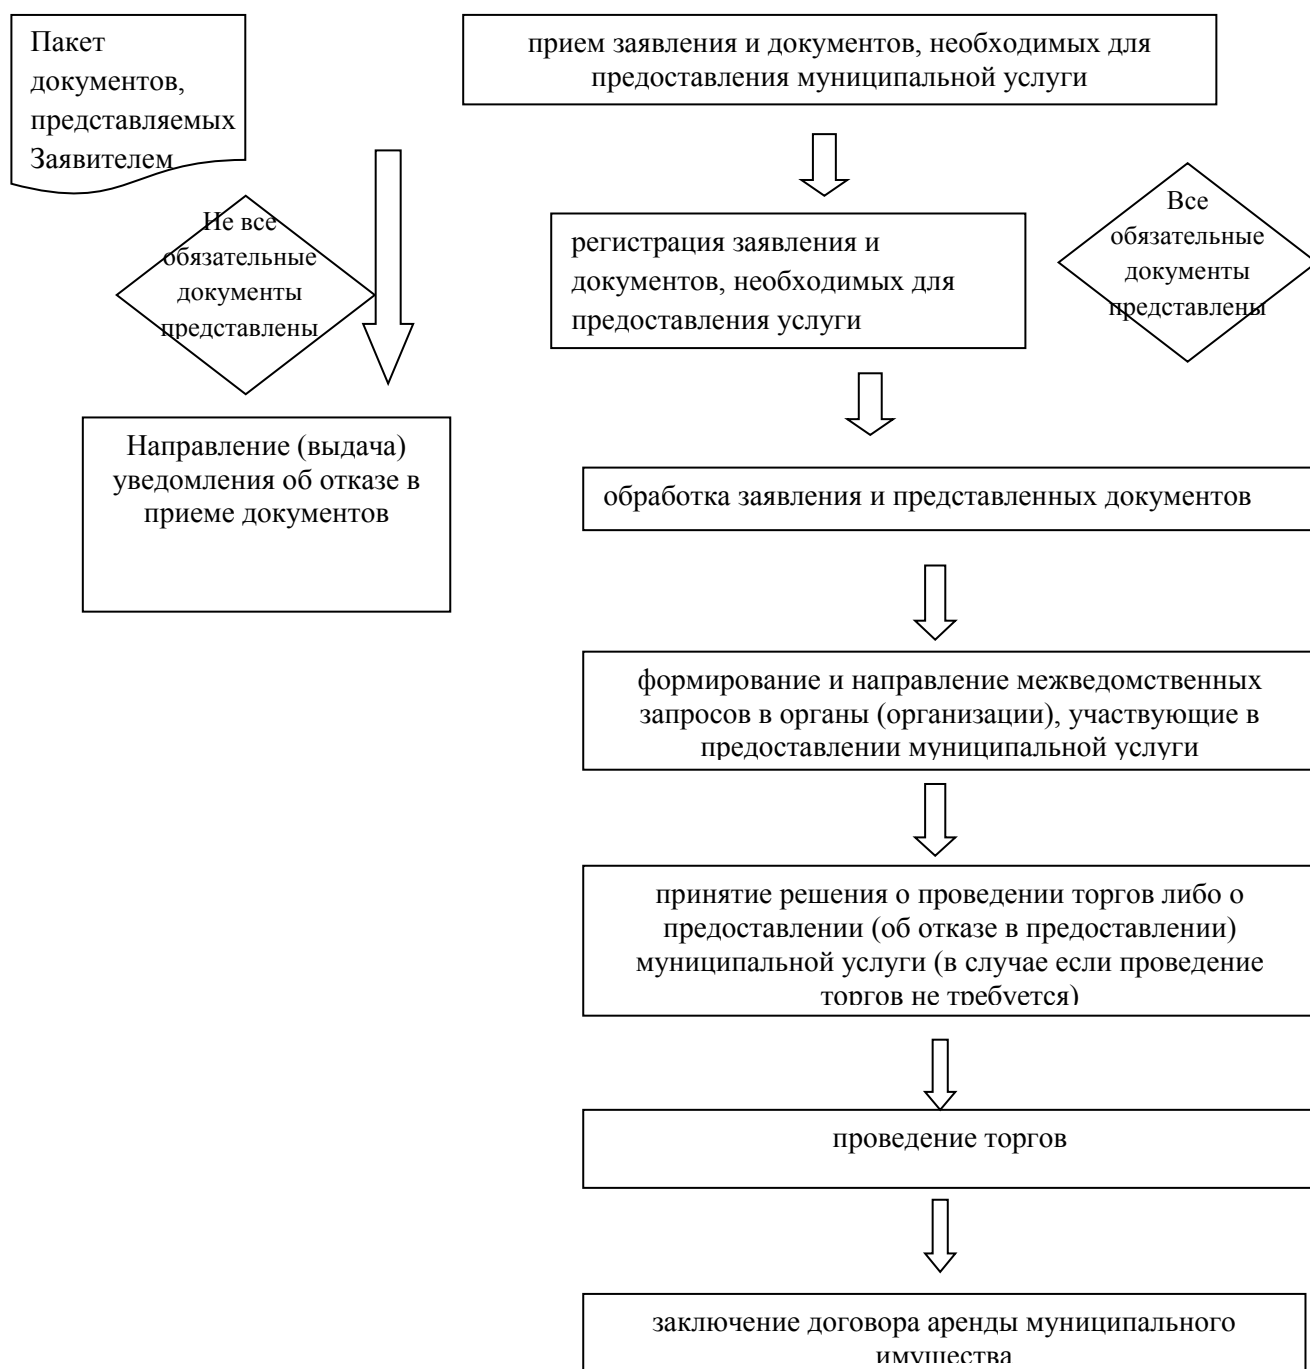 Пакет
документов,
представляемых
Заявителем
прием заявления и документов, необходимых для
предоставления муниципальной услуги
Не все
обязательные
документы
представлены
регистрация заявления и
документов, необходимых для
предоставления услуги
Все
обязательные
документы
представлены
Направление (выдача)
уведомления об отказе в
приеме документов
обработка заявления и представленных документов
формирование и направление межведомственных
запросов в органы (организации), участвующие в
предоставлении муниципальной услуги
принятие решения о проведении торгов либо о
предоставлении (об отказе в предоставлении)
муниципальной услуги (в случае если проведение
торгов не требуется)
проведение торгов
заключение договора аренды муниципального
имущества